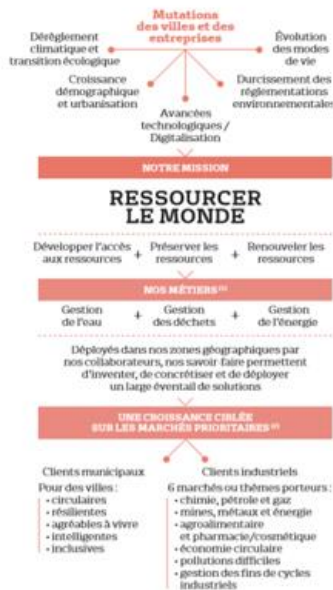 Mutations
des villes et des
entreprises
Dérèglement
climatique et
transition écologique
Évolution
des modes
de vie
Croissance
démographique
et urbanisation
Durcissement des
réglementations
environnementales
Avancées
technologiques /
Digitalisation
NOTRE MISSION
RESSOURCER
LE MONDE
Développer l'accès
aux ressources
+
Préserver les
ressources
+
Renouveler les
ressources
NOS MÉTIERS (1)
Gestion
de l'eau
+
Gestion
des déchets
+
Gestion
de l'énergie
Déployés dans nos zones géographiques par
nos collaborateurs, nos savoir-faire permettent
d'inventer, de concrétiser et de déployer
un large éventail de solutions
UNE CROISSANCE CIBLÉE
SUR LES MARCHÉS PRIORITAIRES (2)
Clients municipaux
Pour des villes :
• circulaires
• résilientes
• agréables à vivre
• intelligentes
• inclusives
Clients industriels
6 marchés ou thèmes porteurs :
• chimie, pétrole et gaz
• mines, métaux et énergie
• agroalimentaire
et pharmacie/cosmétique
• économie circulaire
• pollutions difficiles
• gestion des fins de cycles
industriels